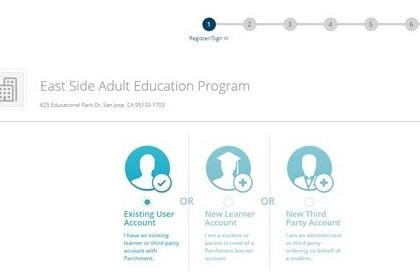 1 2 3 4 5 6
Register/Sign In
East Side Adult Education Program
625 Educational Park Dr, San Jose, CA 95133-1703
OR OR
Existing User New Learner New Third
Account Account Party Account
I have an existing I am a student or I am an administrator
learner or third party parent in need of a or third party
account with Parchment learner ordering on behalf of
Parchment. account. a student.